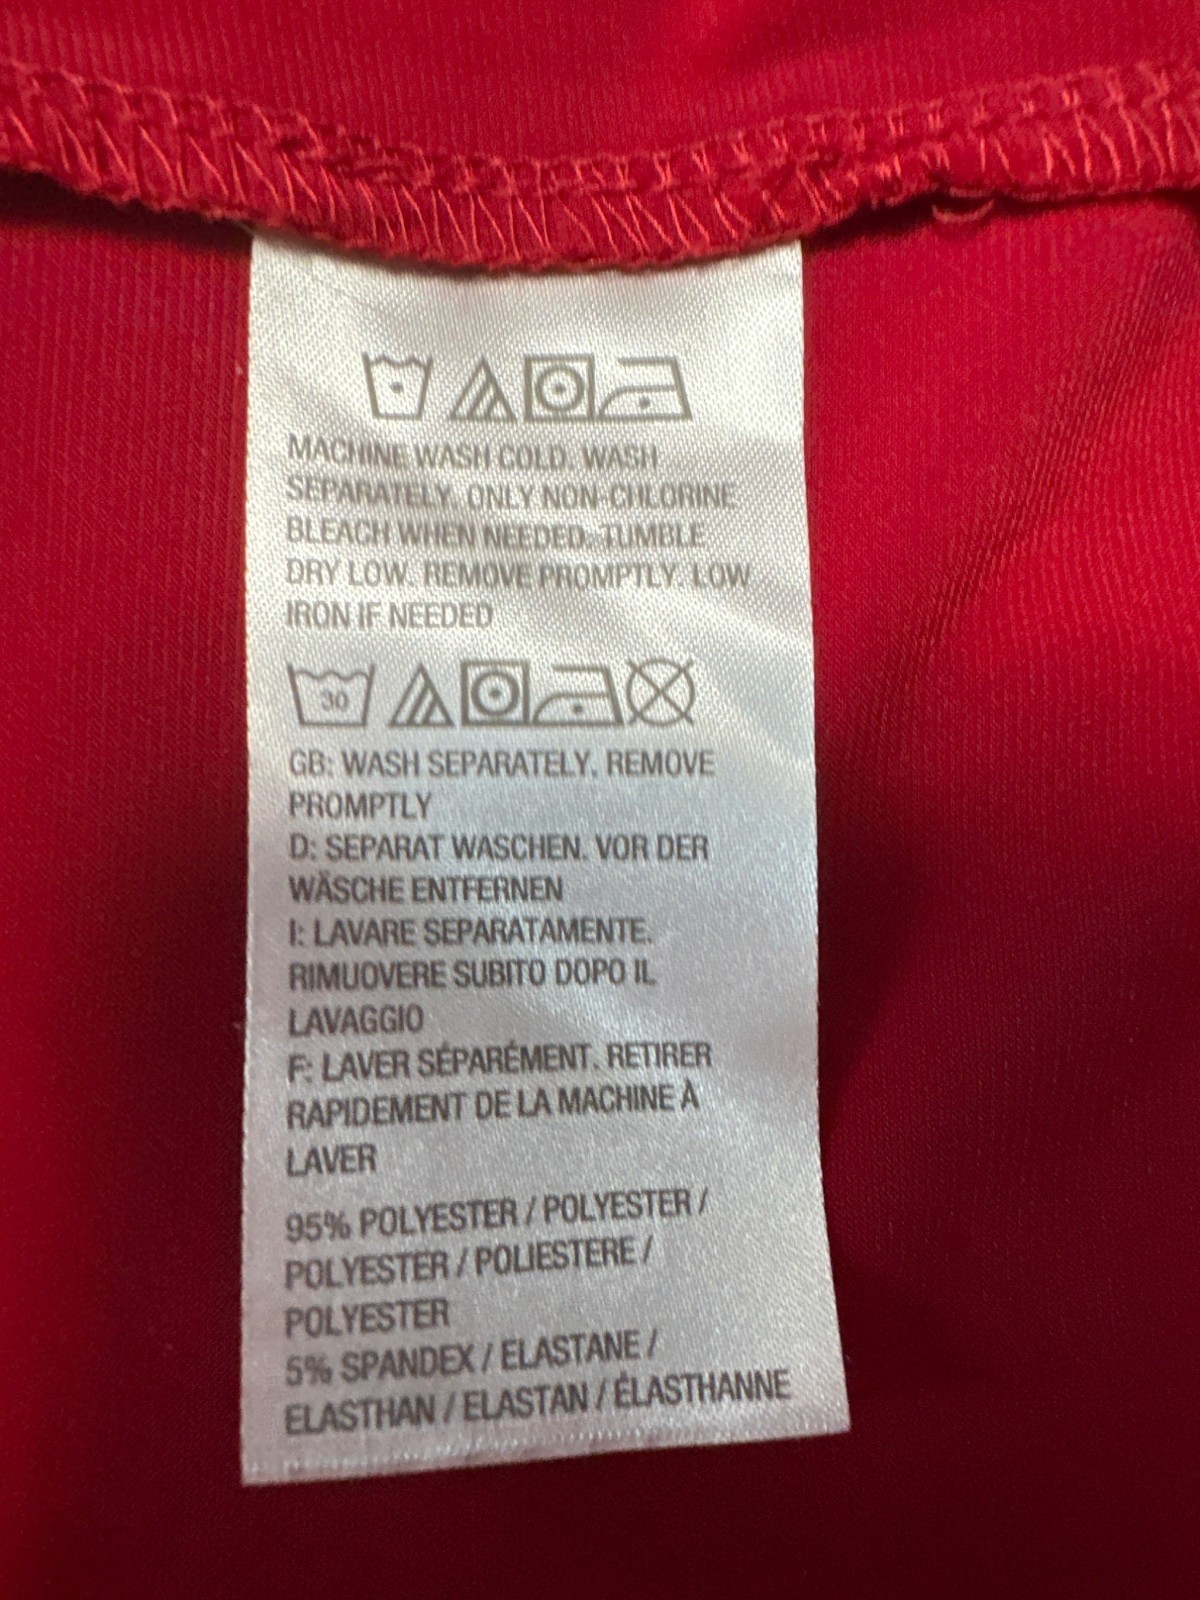 MACHINE WASH COLD. WASH
SEPARATELY. ONLY NON-CHLORINE
BLEACH WHEN NEEDED. TUMBLE
DRY LOW. REMOVE PROMPTLY. LOW
IRON IF NEEDED
30
GB: WASH SEPARATELY. REMOVE
PROMPTLY
D: SEPARAT WASCHEN. VOR DER
WÄSCHE ENTFERNEN
I: LAVARE SEPARATAMENTE.
RIMUOVERE SUBITO DOPO IL
LAVAGGIO
F: LAVER SÉPARÉMENT. RETIRER
RAPIDEMENT DE LA MACHINE À
LAVER
95% POLYESTER / POLYESTER /
POLYESTER / POLIESTERE /
POLYESTER
5% SPANDEX / ELASTANE /
ELASTHAN / ELASTAN / ÉLASTHANNE